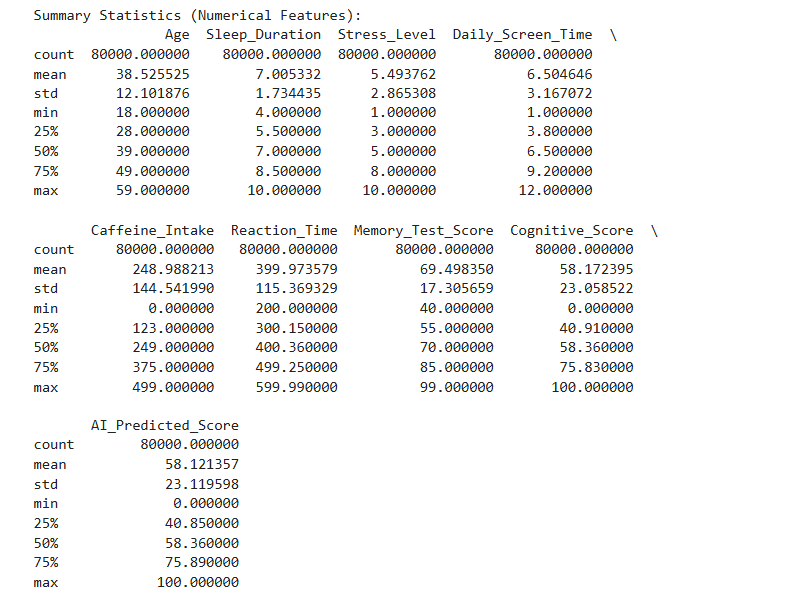 Summary Statistics (Numerical Features):
                Age  Sleep_Duration  Stress_Level  Daily_Screen_Time  \
count  80000.000000    80000.000000  80000.000000       80000.000000
mean      38.525525        7.005332      5.493762           6.504646
std       12.101876        1.734435      2.865308           3.167072
min       18.000000        4.000000      1.000000           1.000000
25%       28.000000        5.500000      3.000000           3.800000
50%       39.000000        7.000000      5.000000           6.500000
75%       49.000000        8.500000      8.000000           9.200000
max       59.000000       10.000000     10.000000          12.000000

       Caffeine_Intake  Reaction_Time  Memory_Test_Score  Cognitive_Score  \
count     80000.000000   80000.000000       80000.000000     80000.000000
mean        248.988213     399.973579          69.498350        58.172395
std         144.541990     115.369329          17.305659        23.058522
min           0.000000     200.000000          40.000000         0.000000
25%         123.000000     300.150000          55.000000        40.910000
50%         249.000000     400.360000          70.000000        58.360000
75%         375.000000     499.250000          85.000000        75.830000
max         499.000000     599.990000          99.000000       100.000000

       AI_Predicted_Score
count        80000.000000
mean            58.121357
std             23.119598
min              0.000000
25%             40.850000
50%             58.360000
75%             75.890000
max            100.000000